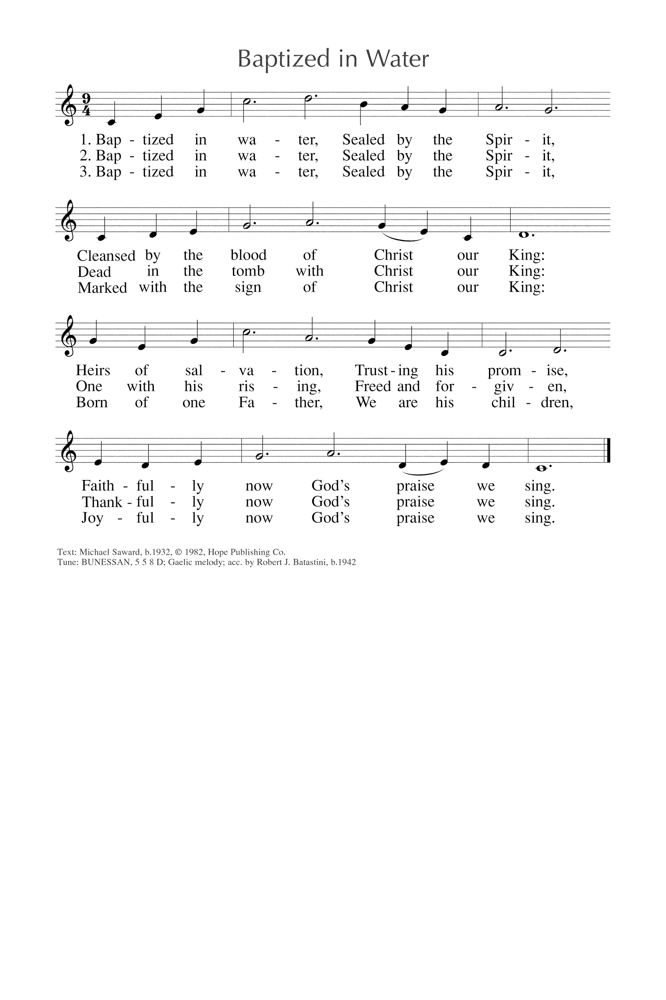 Baptized in Water
9
4
1. Bap - tized in wa - ter, Sealed by the Spir - it,
2. Bap - tized in wa - ter, Sealed by the Spir - it,
3. Bap - tized in wa - ter, Sealed by the Spir - it,
Cleansed by the blood of Christ our King:
Dead in the tomb with Christ our King:
Marked with the sign of Christ our King:
Heirs of sal - va - tion, Trust - ing his prom - ise,
One with his ris - ing, Freed and for - giv - en,
Born of one Fa - ther, We are his chil - dren,
Faith - ful - ly now God's praise we sing.
Thank - ful - ly now God's praise we sing.
Joy - ful - ly now God's praise we sing.
Text: Michael Saward, b.1932, © 1982, Hope Publishing Co.
Tune: BUNESSAN, 5 5 8 D; Gaelic melody; acc. by Robert J. Batastini, b.1942